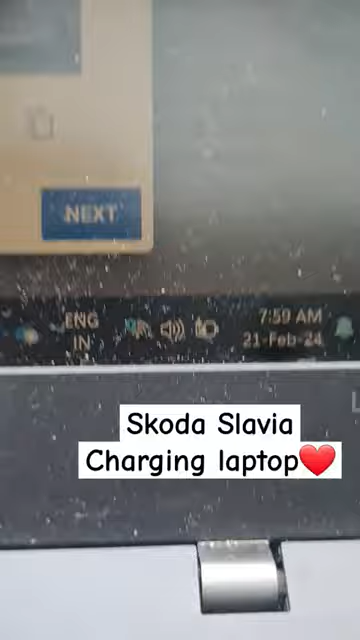 NEXT
ENG
IN
7:59 AM
21-Feb-24
Skoda Slavia
Charging laptop❤️